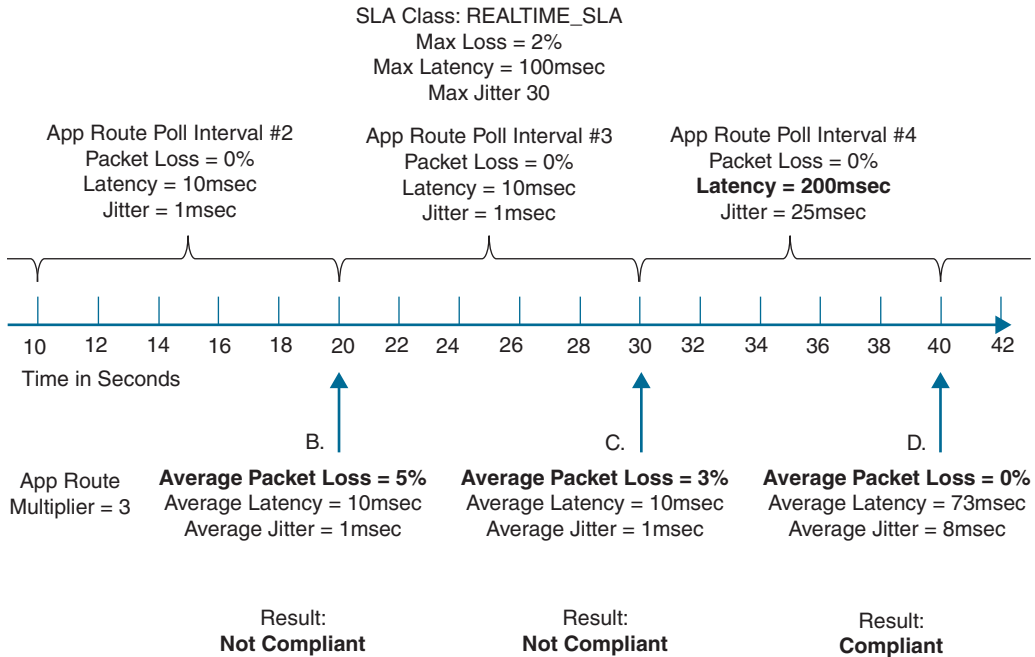 SLA Class: REALTIME_SLA
Max Loss = 2%
Max Latency = 100msec
Max Jitter 30
App Route Poll Interval #2
Packet Loss = 0%
Latency = 10msec
Jitter = 1msec
App Route Poll Interval #3
Packet Loss = 0%
Latency = 10msec
Jitter = 1msec
App Route Poll Interval #4
Packet Loss = 0%
Latency = 200msec
Jitter = 25msec
10 12 14 16 18 20 22 24 26 28 30 32 34 36 38 40 42
Time in Seconds
App Route
Multiplier = 3
B.
Average Packet Loss = 5%
Average Latency = 10msec
Average Jitter = 1msec
Result:
Not Compliant
C.
Average Packet Loss = 3%
Average Latency = 10msec
Average Jitter = 1msec
Result:
Not Compliant
D.
Average Packet Loss = 0%
Average Latency = 73msec
Average Jitter = 8msec
Result:
Compliant